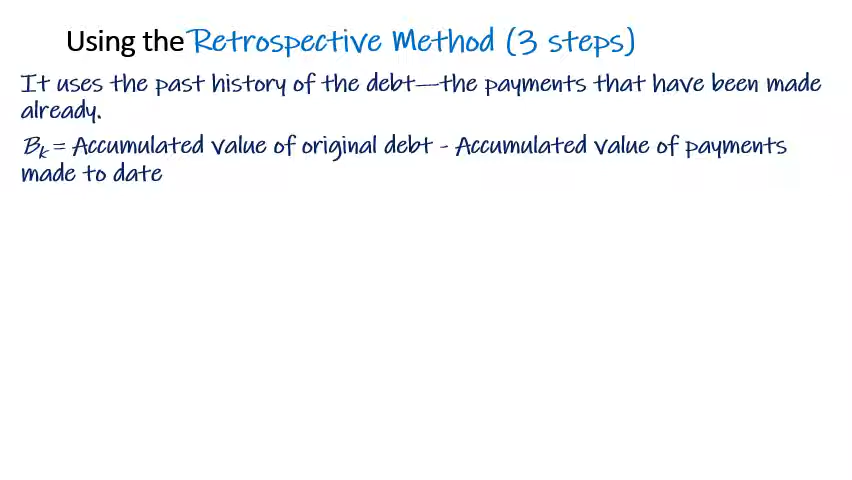 Using the Retrospective Method (3 steps)
It uses the past history of the debt—the payments that have been made
already.
Bk = Accumulated value of original debt - Accumulated value of payments
made to date